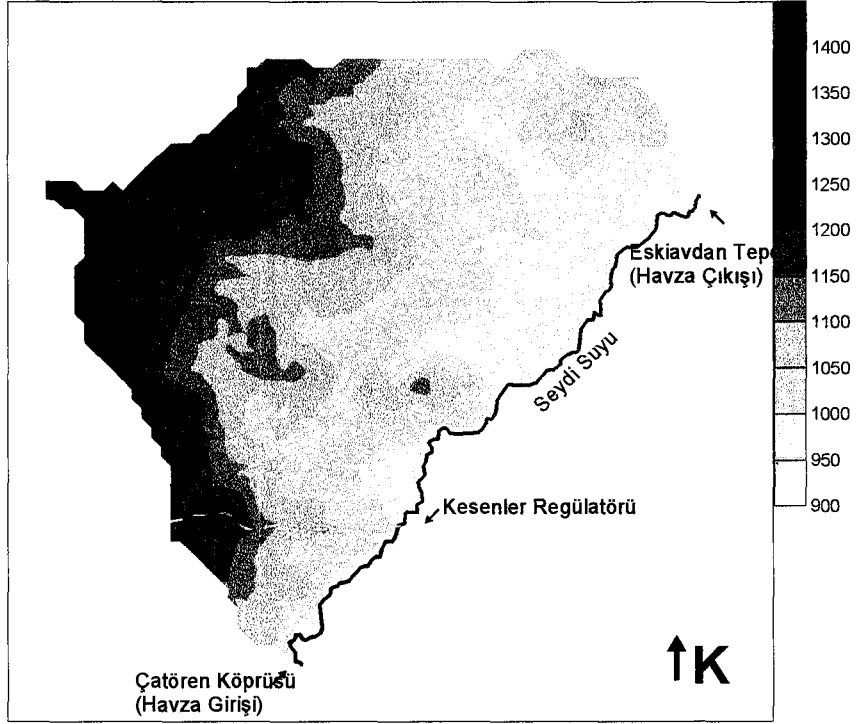 1400
1350
1300
1250
1200
1150
1100
1050
1000
950
900
Eskiavdan Tepe
(Havza Çıkışı)
Seydi Suyu
Kesenler Regülatörü
Çatören Köprüsü
(Havza Girişi)
K